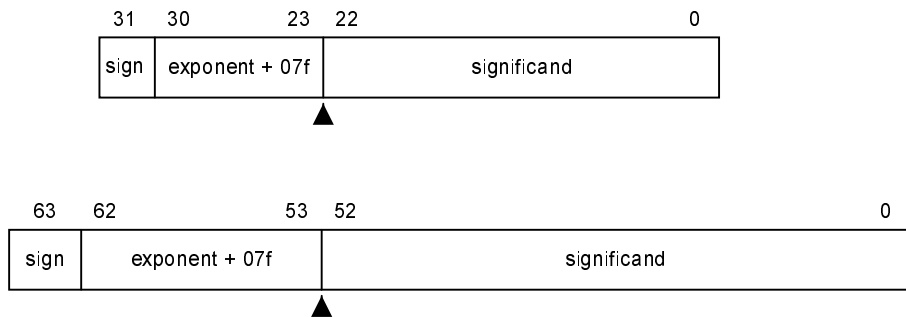 31 30 23 22 0
sign exponent + 07f significand
63 62 53 52 0
sign exponent + 07f significand